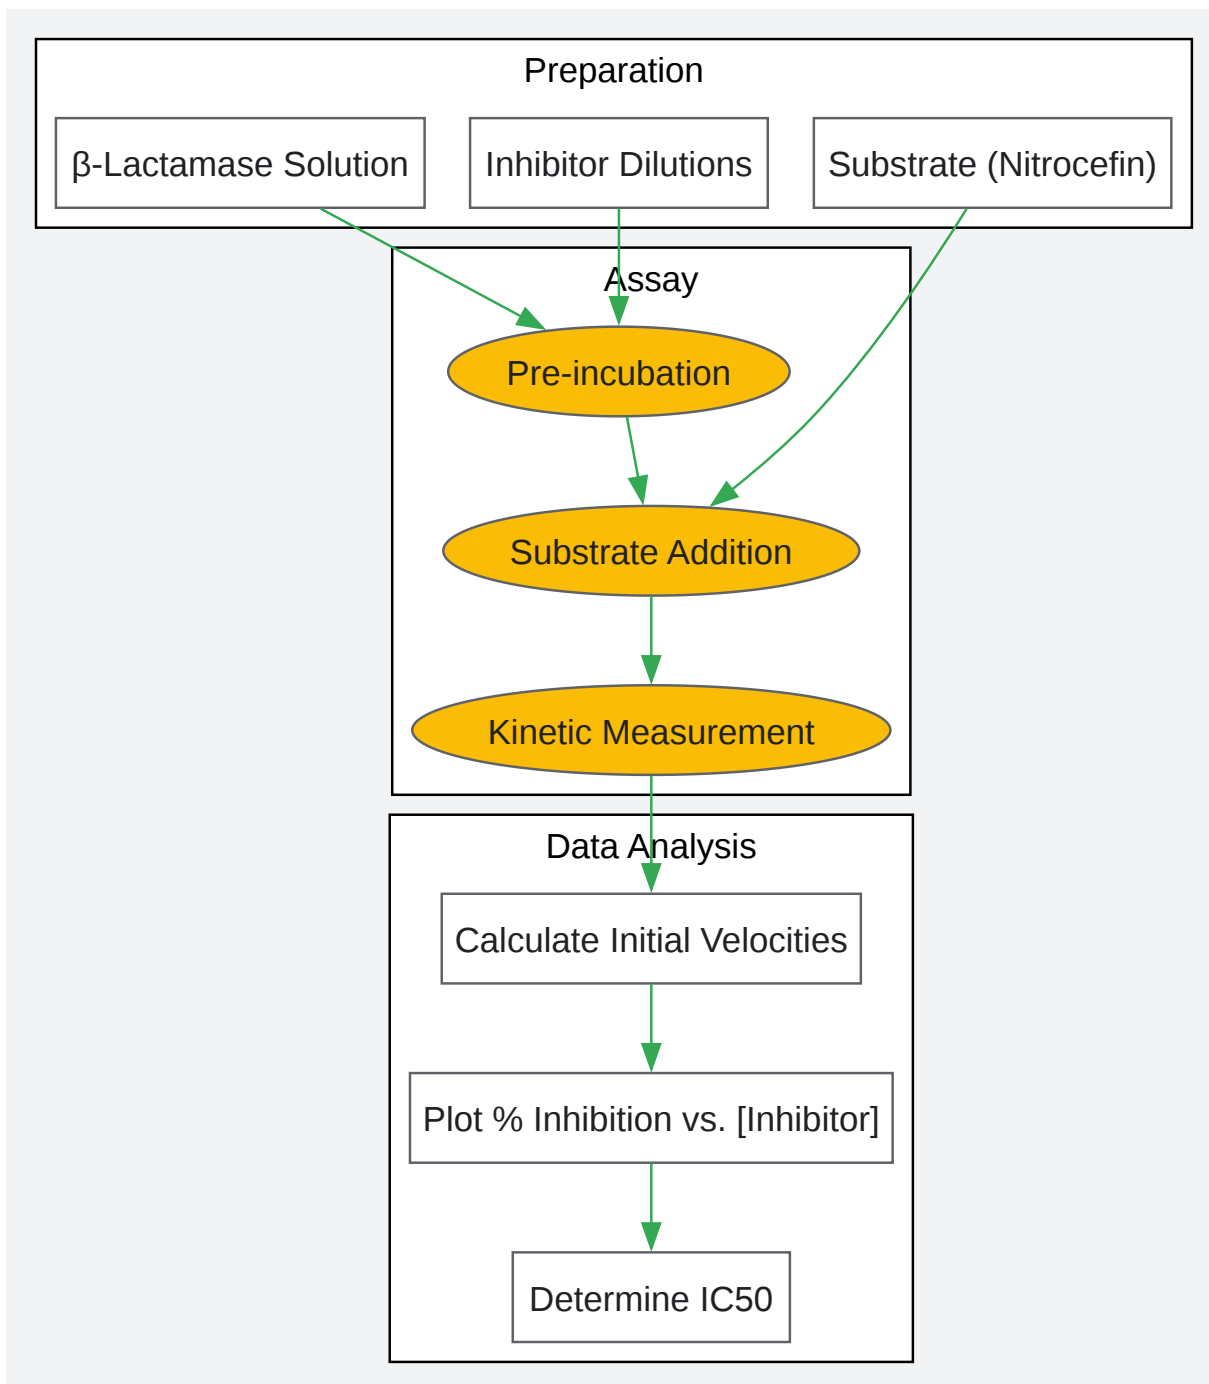 Preparation
β-Lactamase Solution
Inhibitor Dilutions
Substrate (Nitrocefin)
Assay
Pre-incubation
Substrate Addition
Kinetic Measurement
Data Analysis
Calculate Initial Velocities
Plot % Inhibition vs. [Inhibitor]
Determine IC50